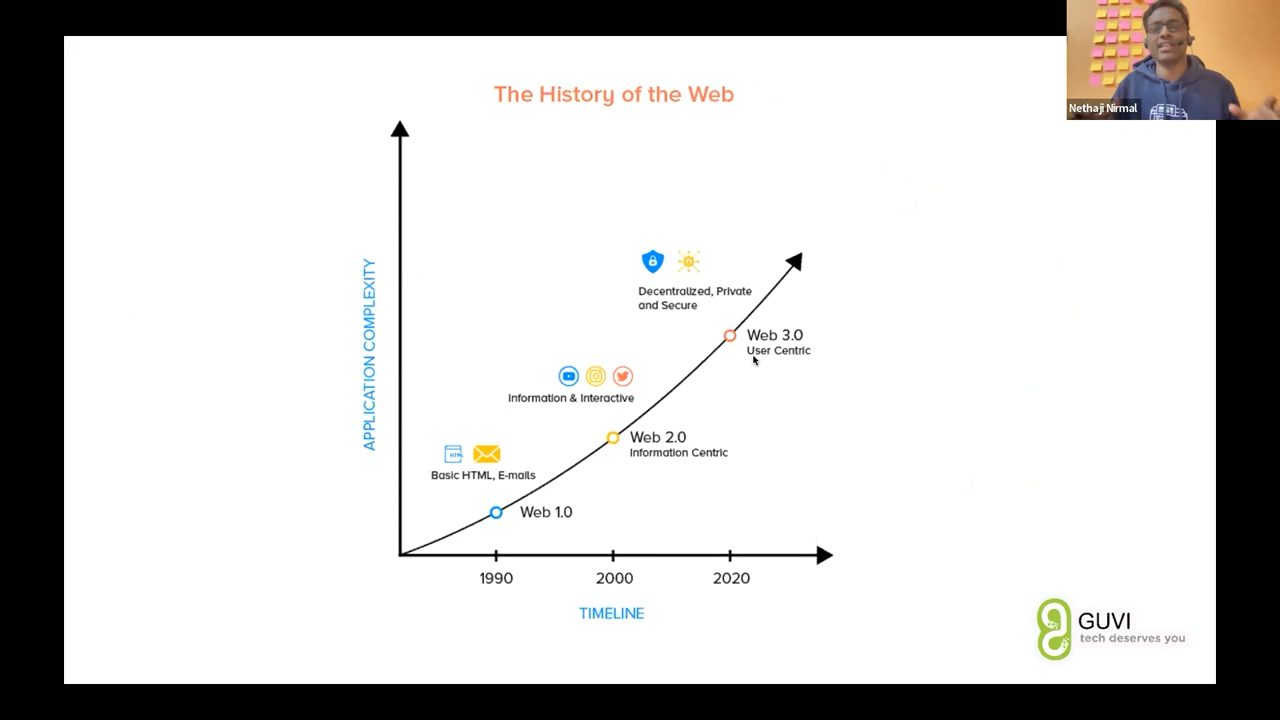 Nethaji Nirmal
The History of the Web
APPLICATION COMPLEXITY
Decentralized, Private
and Secure
Web 3.0
User Centric
Information & Interactive
Web 2.0
Information Centric
HTML
Basic HTML, E-mails
Web 1.0
1990
2000
2020
TIMELINE
GUVI
tech deserves you